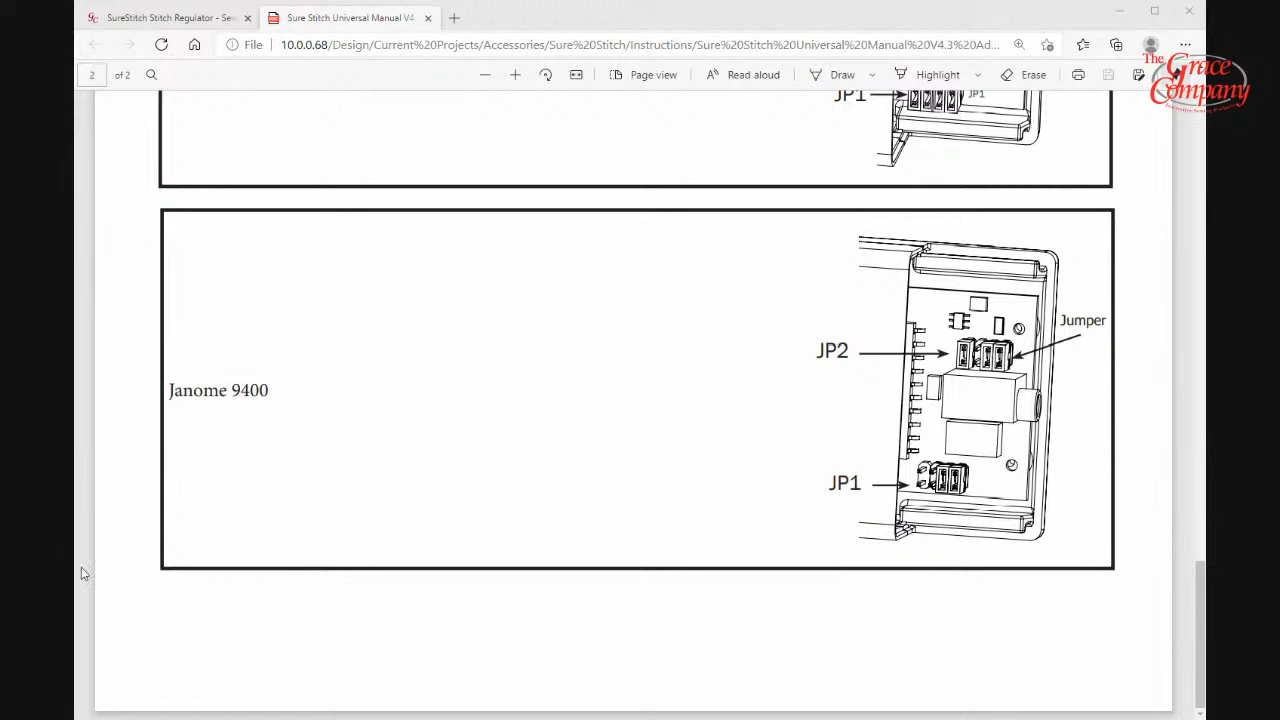 SureStitch Stitch Regulator - Se
Sure Stitch Universal Manual V4.
File
10.0.0.68/Design/Current%20Projects/Accessories/Sure%20Stitch/Instructions/Sure%20Stitch%20Universal%20Manual%20V4.3%20Ad...
2
of 2
Page view
Read aloud
Draw
Highlight
Erase
The
Grace
Company
JP1
JP1
Jumper
JP2
Janome 9400
JP1